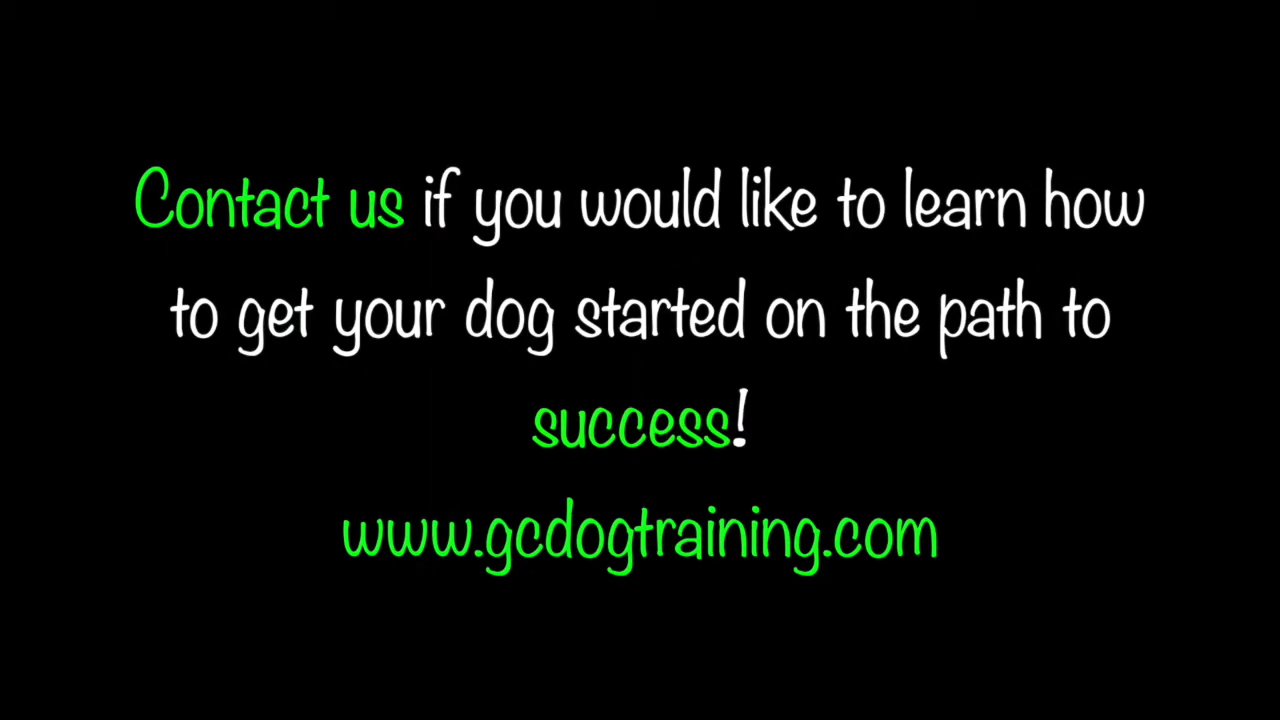 Contact us if you would like to learn how
to get your dog started on the path to
success!
www.gcdogtraining.com